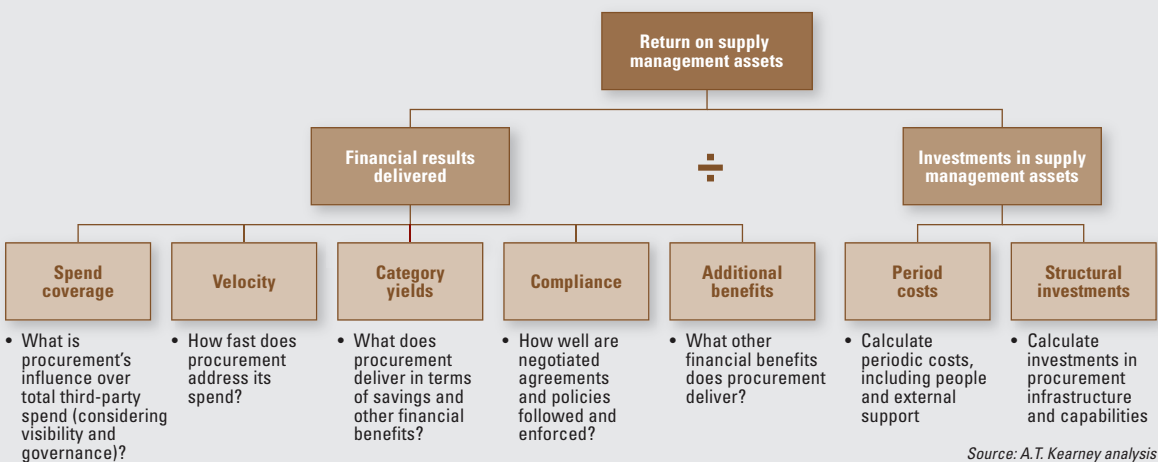 Return on supply
management assets
Financial results
delivered
÷
Investments in supply
management assets
Spend
coverage
Velocity
Category
yields
Compliance
Additional
benefits
Period
costs
Structural
investments
• What is
procurement's
influence over
total third-party
spend (considering
visibility and
governance)?
• How fast does
procurement
address its
spend?
• What does
procurement
deliver in terms
of savings and
other financial
benefits?
• How well are
negotiated
agreements
and policies
followed and
enforced?
• What other
financial benefits
does procurement
deliver?
• Calculate
periodic costs,
including people
and external
support
• Calculate
investments in
procurement
infrastructure
and capabilities
Source: A.T. Kearney analysis